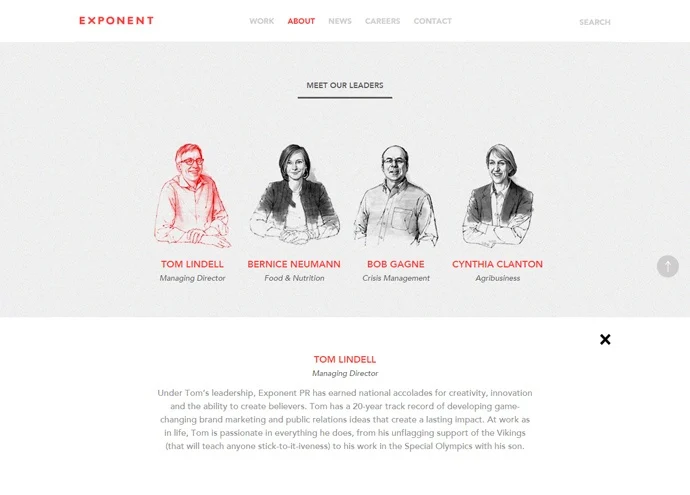 EXPONENT
WORK ABOUT NEWS CAREERS CONTACT
SEARCH
MEET OUR LEADERS
TOM LINDELL BERNICE NEUMANN BOB GAGNE CYNTHIA CLANTON
Managing Director Food & Nutrition Crisis Management Agribusiness
TOM LINDELL
Managing Director
Under Tom's leadership, Exponent PR has earned national accolades for creativity, innovation
and the ability to create believers. Tom has a 20-year track record of developing game-
changing brand marketing and public relations ideas that create a lasting impact. At work as
in life, Tom is passionate in everything he does, from his unflagging support of the Vikings
(that will teach anyone stick-to-it-iveness) to his work in the Special Olympics with his son.